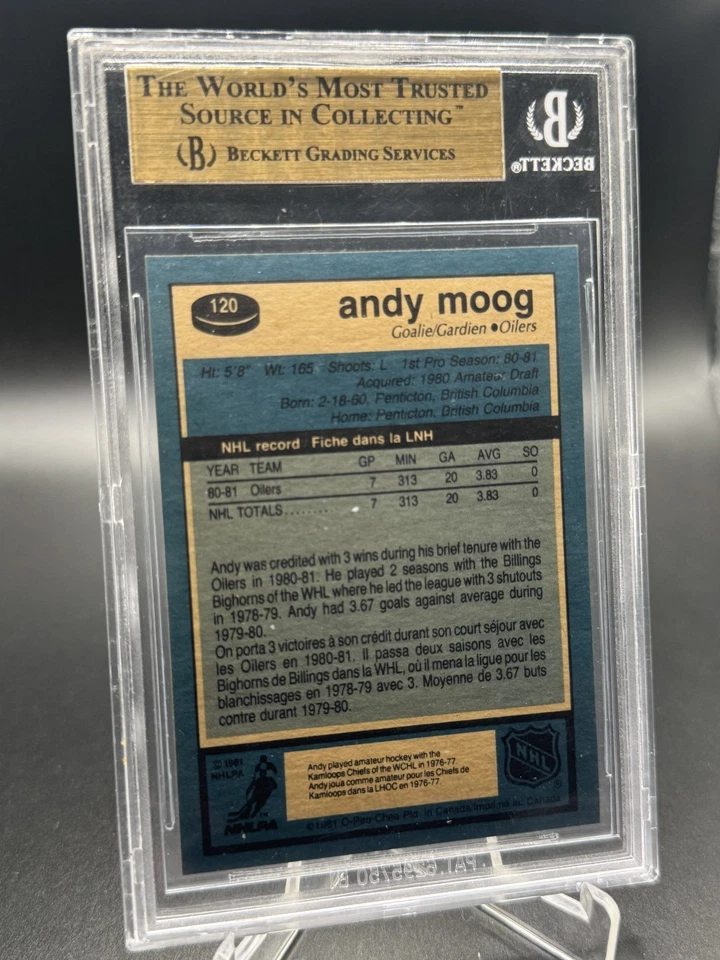 THE WORLD'S MOST TRUSTED
SOURCE IN COLLECTING™
(B) BECKETT GRADING SERVICES
B
BECKETT®
120
andy moog
Goalie/Gardien ●Oilers
Ht: 5'8" Wt: 165 Shoots: L 1st Pro Season: 80-81
Acquired: 1980 Amateur Draft
Born: 2-18-60, Penticton, British Columbia
Home: Penticton, British Columbia
NHL record Fiche dans la LNH
YEAR TEAM GP MIN GA AVG SO
80-81 Oilers 7 313 20 3.83 0
NHL TOTALS......... 7 313 20 3.83 0
Andy was credited with 3 wins during his brief tenure with the
Oilers in 1980-81. He played 2 seasons with the Billings
Bighorns of the WHL where he led the league with 3 shutouts
in 1978-79. Andy had 3.67 goals against average during
1979-80.
On porta 3 victoires à son crédit durant son court séjour avec
les Oilers en 1980-81. Il passa deux saisons avec les
Bighorns de Billings dans la WHL, où il mena la ligue pour les
blanchissages en 1978-79 avec 3. Moyenne de 3.67 buts
contre durant 1979-80.
© 1981
NHLPA
NHLPA
Andy played amateur hockey with the
Kamloops Chiefs of the WCHL in 1976-77.
Andy joua comme amateur pour les Chiefs de
Kamloops dans la LHOC en 1976-77.
NHL
© 1981 O-Pee-Chee Ptd. in Canada/Imprimé au Canada